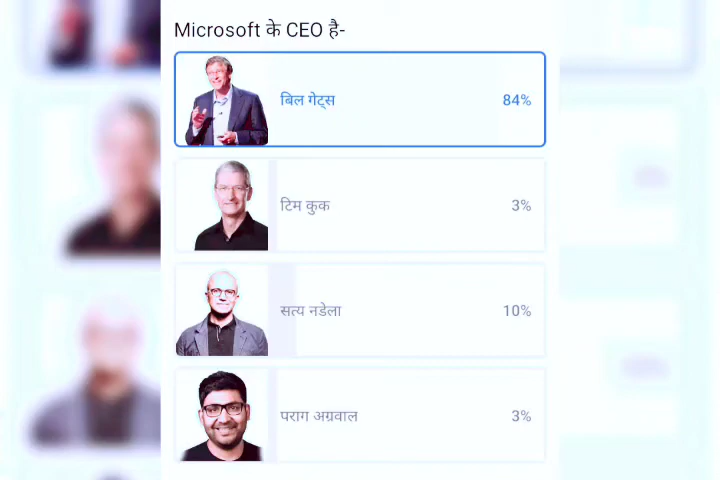 Microsoft के CEO है-
बिल गेट्स 84%
टिम कुक 3%
सत्य नडेला 10%
पराग अग्रवाल 3%